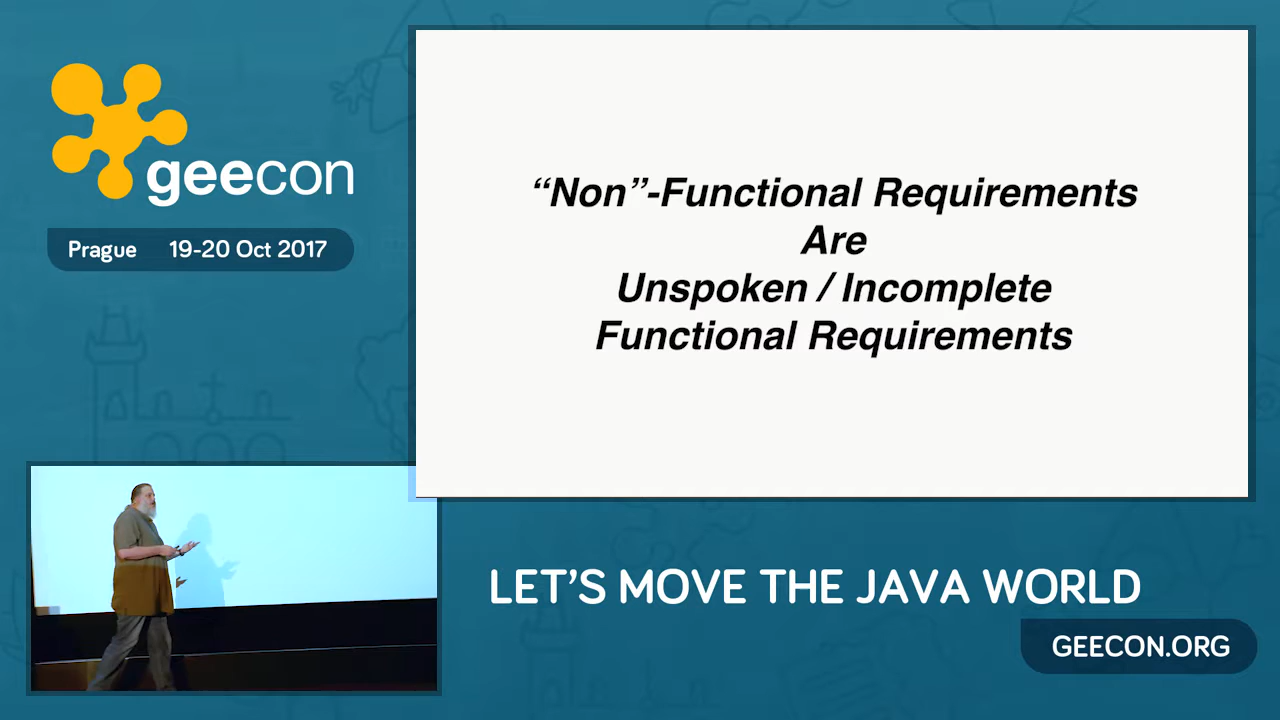 geecon
Prague 19-20 Oct 2017
“Non”-Functional Requirements
Are
Unspoken / Incomplete
Functional Requirements
LET’S MOVE THE JAVA WORLD
GEECON.ORG